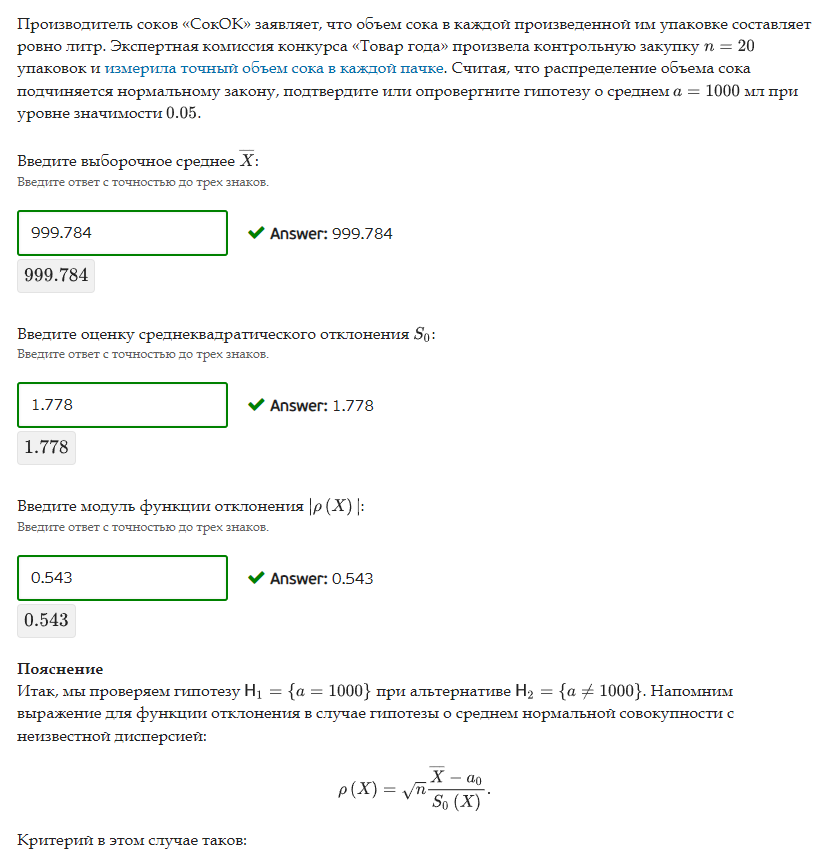 Производитель соков «СокОК» заявляет, что объем сока в каждой произведенной им упаковке составляет
ровно литр. Экспертная комиссия конкурса «Товар года» произвела контрольную закупку n = 20
упаковок и измерила точный объем сока в каждой пачке. Считая, что распределение объема сока
подчиняется нормальному закону, подтвердите или опровергните гипотезу о среднем a = 1000 мл при
уровне значимости 0.05.
Введите выборочное среднее X̅:
Введите ответ с точностью до трех знаков.
999.784 ✔ Answer: 999.784
999.784
Введите оценку среднеквадратического отклонения S₀:
Введите ответ с точностью до трех знаков.
1.778 ✔ Answer: 1.778
1.778
Введите модуль функции отклонения |ρ (X) |:
Введите ответ с точностью до трех знаков.
0.543 ✔ Answer: 0.543
0.543
Пояснение
Итак, мы проверяем гипотезу H₁ = {a = 1000} при альтернативе H₂ = {a ≠ 1000}. Напомним
выражение для функции отклонения в случае гипотезы о среднем нормальной совокупности с
неизвестной дисперсией:
ρ (X) = √n (X̅ − a₀) / (S₀ (X)).
Критерий в этом случае таков: